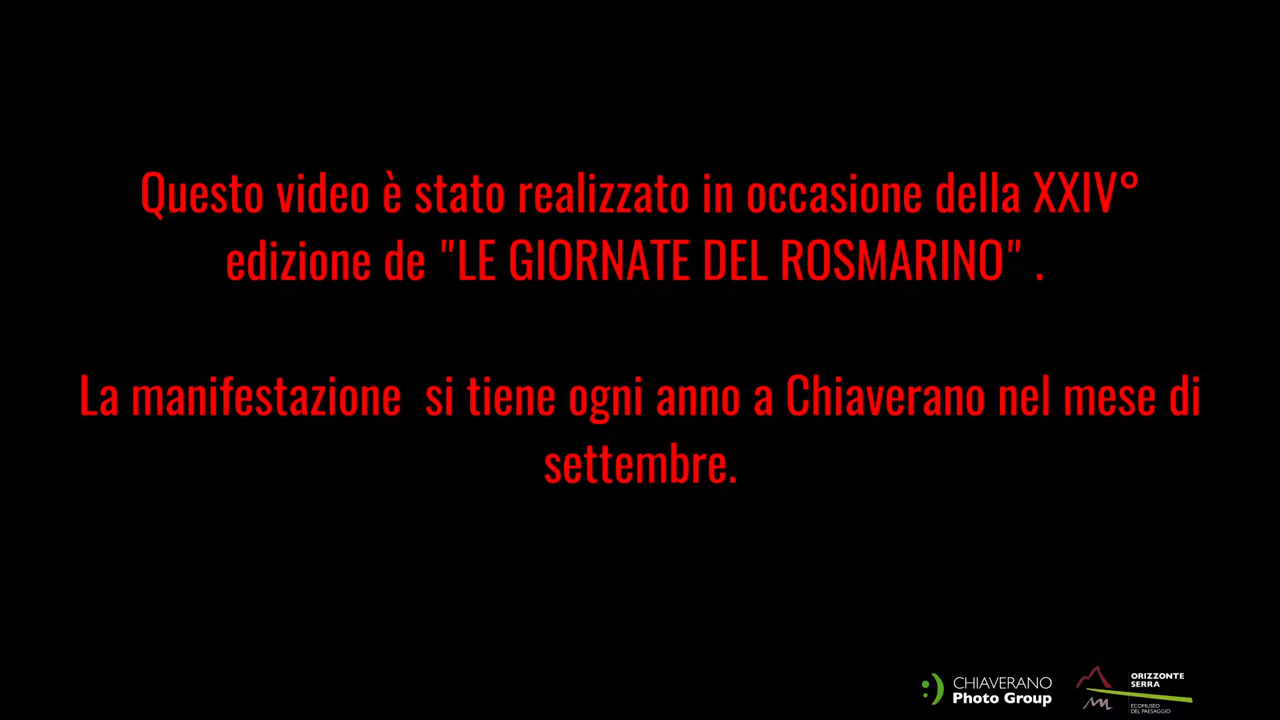 Questo video è stato realizzato in occasione della XXIV°
edizione de "LE GIORNATE DEL ROSMARINO" .
La manifestazione  si tiene ogni anno a Chiaverano nel mese di
settembre.
CHIAVERANO
Photo Group
ORIZZONTE
SERRA
ECOMUSEO
DEL PAESAGGIO